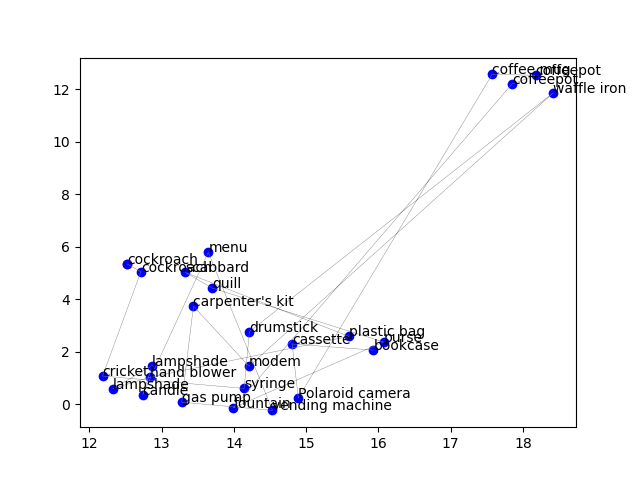 12
10
8
6
4
2
0
12
13
14
15
16
17
18
coffee mug
coffeepot
coffeepot
waffle iron
menu
cockroach
cockroach
scabbard
quill
carpenter's kit
drumstick
plastic bag
purse
cassette
bookcase
lampshade
modem
cricket
hand blower
lampshade
syringe
candle
gas pump
Polaroid camera
fountain
vending machine